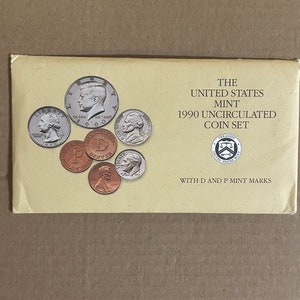 THE
UNITED STATES
MINT
1990 UNCIRCULATED
COIN SET
WITH D AND P MINT MARKS
P
D